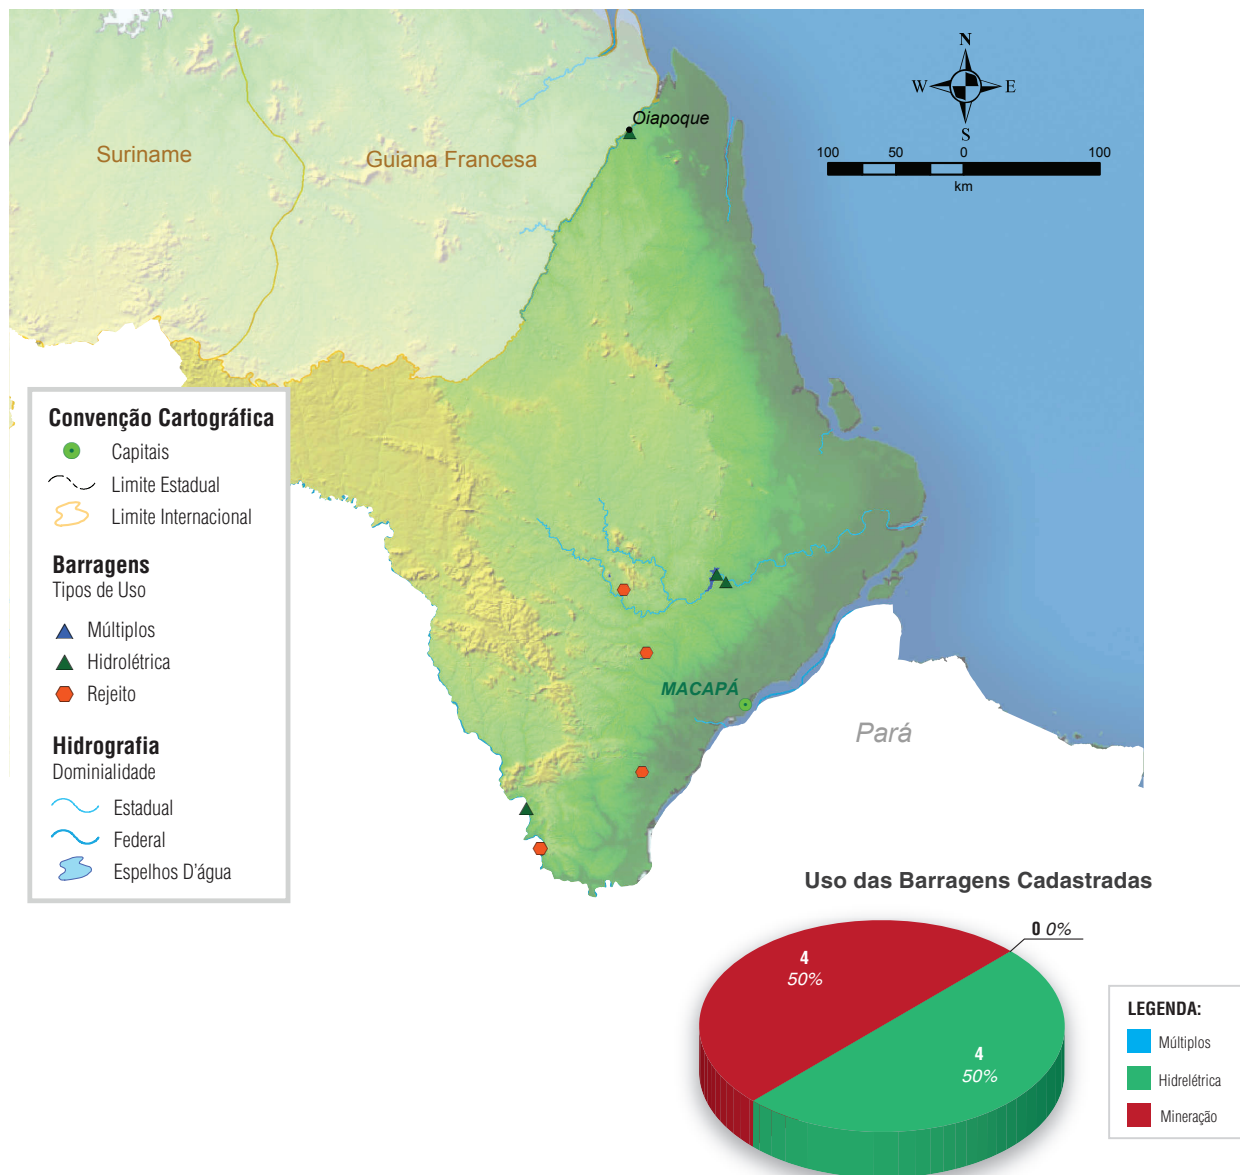 N
W
E
S
100
50
0
100
km
Oiapoque
Suriname
Guiana Francesa
Convenção Cartográfica
Capitais
Limite Estadual
Limite Internacional
Barragens
Tipos de Uso
Múltiplos
Hidrolétrica
Rejeito
Hidrografia
Dominialidade
Estadual
Federal
Espelhos D'água
MACAPÁ
Pará
Uso das Barragens Cadastradas
0 0%
4
50%
4
50%
LEGENDA:
Múltiplos
Hidrelétrica
Mineração